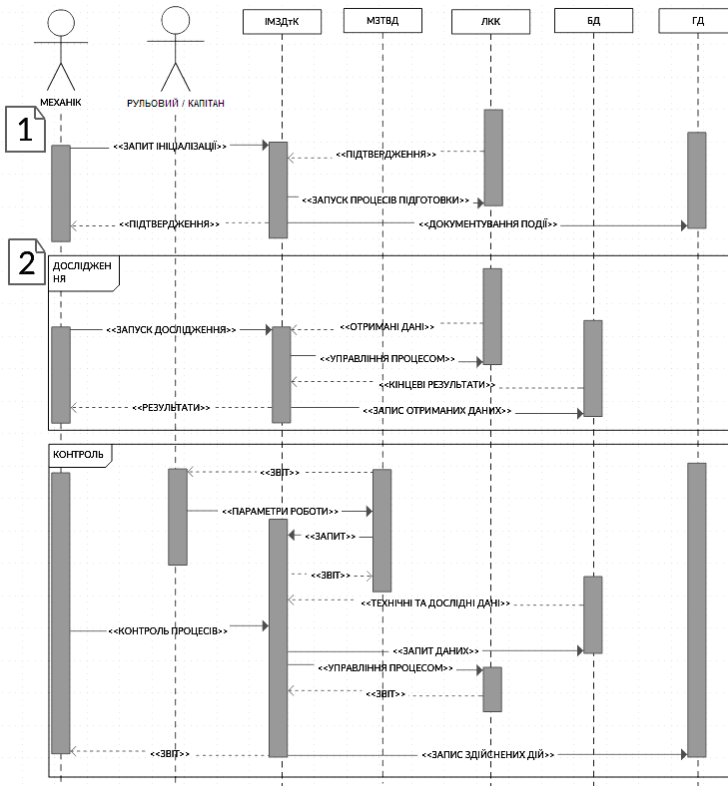 ІМЗДтК
МЗТВД
ЛКК
БД
ГД
МЕХАНІК
РУЛЬОВИЙ / КАПІТАН
1
<<ЗАПИТ ІНІЦІАЛІЗАЦІЇ>>
<<ПІДТВЕРДЖЕННЯ>>
<<ЗАПУСК ПРОЦЕСІВ ПІДГОТОВКИ>>
<<ПІДТВЕРДЖЕННЯ>>
<<ДОКУМЕНТУВАННЯ ПОДІЇ>>
2
ДОСЛІДЖЕН
НЯ
<<ЗАПУСК ДОСЛІДЖЕННЯ>>
<<ОТРИМАНІ ДАНІ>>
<<УПРАВЛІННЯ ПРОЦЕСОМ>>
<<КІНЦЕВІ РЕЗУЛЬТАТИ>>
<<РЕЗУЛЬТАТИ>>
<<ЗАПИС ОТРИМАНИХ ДАНИХ>>
КОНТРОЛЬ
<<ЗВІТ>>
<<ПАРАМЕТРИ РОБОТИ>>
<<ЗАПИТ>>
<<ЗВІТ>>
<<ТЕХНІЧНІ ТА ДОСЛІДНІ ДАНІ>>
<<КОНТРОЛЬ ПРОЦЕСІВ>>
<<ЗАПИТ ДАНИХ>>
<<УПРАВЛІННЯ ПРОЦЕСОМ>>
<<ЗВІТ>>
<<ЗВІТ>>
<<ЗАПИС ЗДІЙСНЕНИХ ДІЙ>>